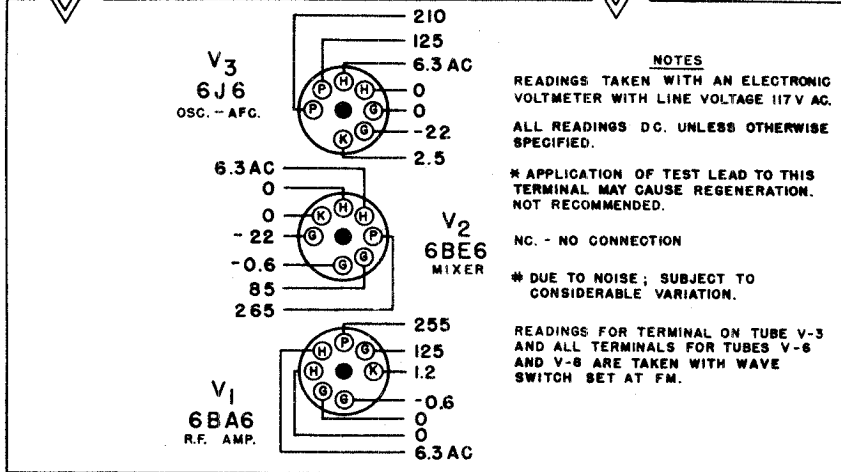 210
125
6.3 AC
0
0
-22
2.5
V3
6J6
OSC. - AFC.
P
H
H
P
G
G
K
6.3 AC
0
0
-22
-0.6
85
265
H
K
H
G
P
G
G
V2
6BE6
MIXER
255
125
1.2
-0.6
0
0
6.3 AC
P
H
G
H
K
G
G
V1
6BA6
R.F. AMP.
NOTES
READINGS TAKEN WITH AN ELECTRONIC
VOLTMETER WITH LINE VOLTAGE 117 V AC.
ALL READINGS DC. UNLESS OTHERWISE
SPECIFIED.
* APPLICATION OF TEST LEAD TO THIS
TERMINAL MAY CAUSE REGENERATION.
NOT RECOMMENDED.
NC. - NO CONNECTION
# DUE TO NOISE; SUBJECT TO
CONSIDERABLE VARIATION.
READINGS FOR TERMINAL ON TUBE V-3
AND ALL TERMINALS FOR TUBES V-6
AND V-8 ARE TAKEN WITH WAVE
SWITCH SET AT FM.